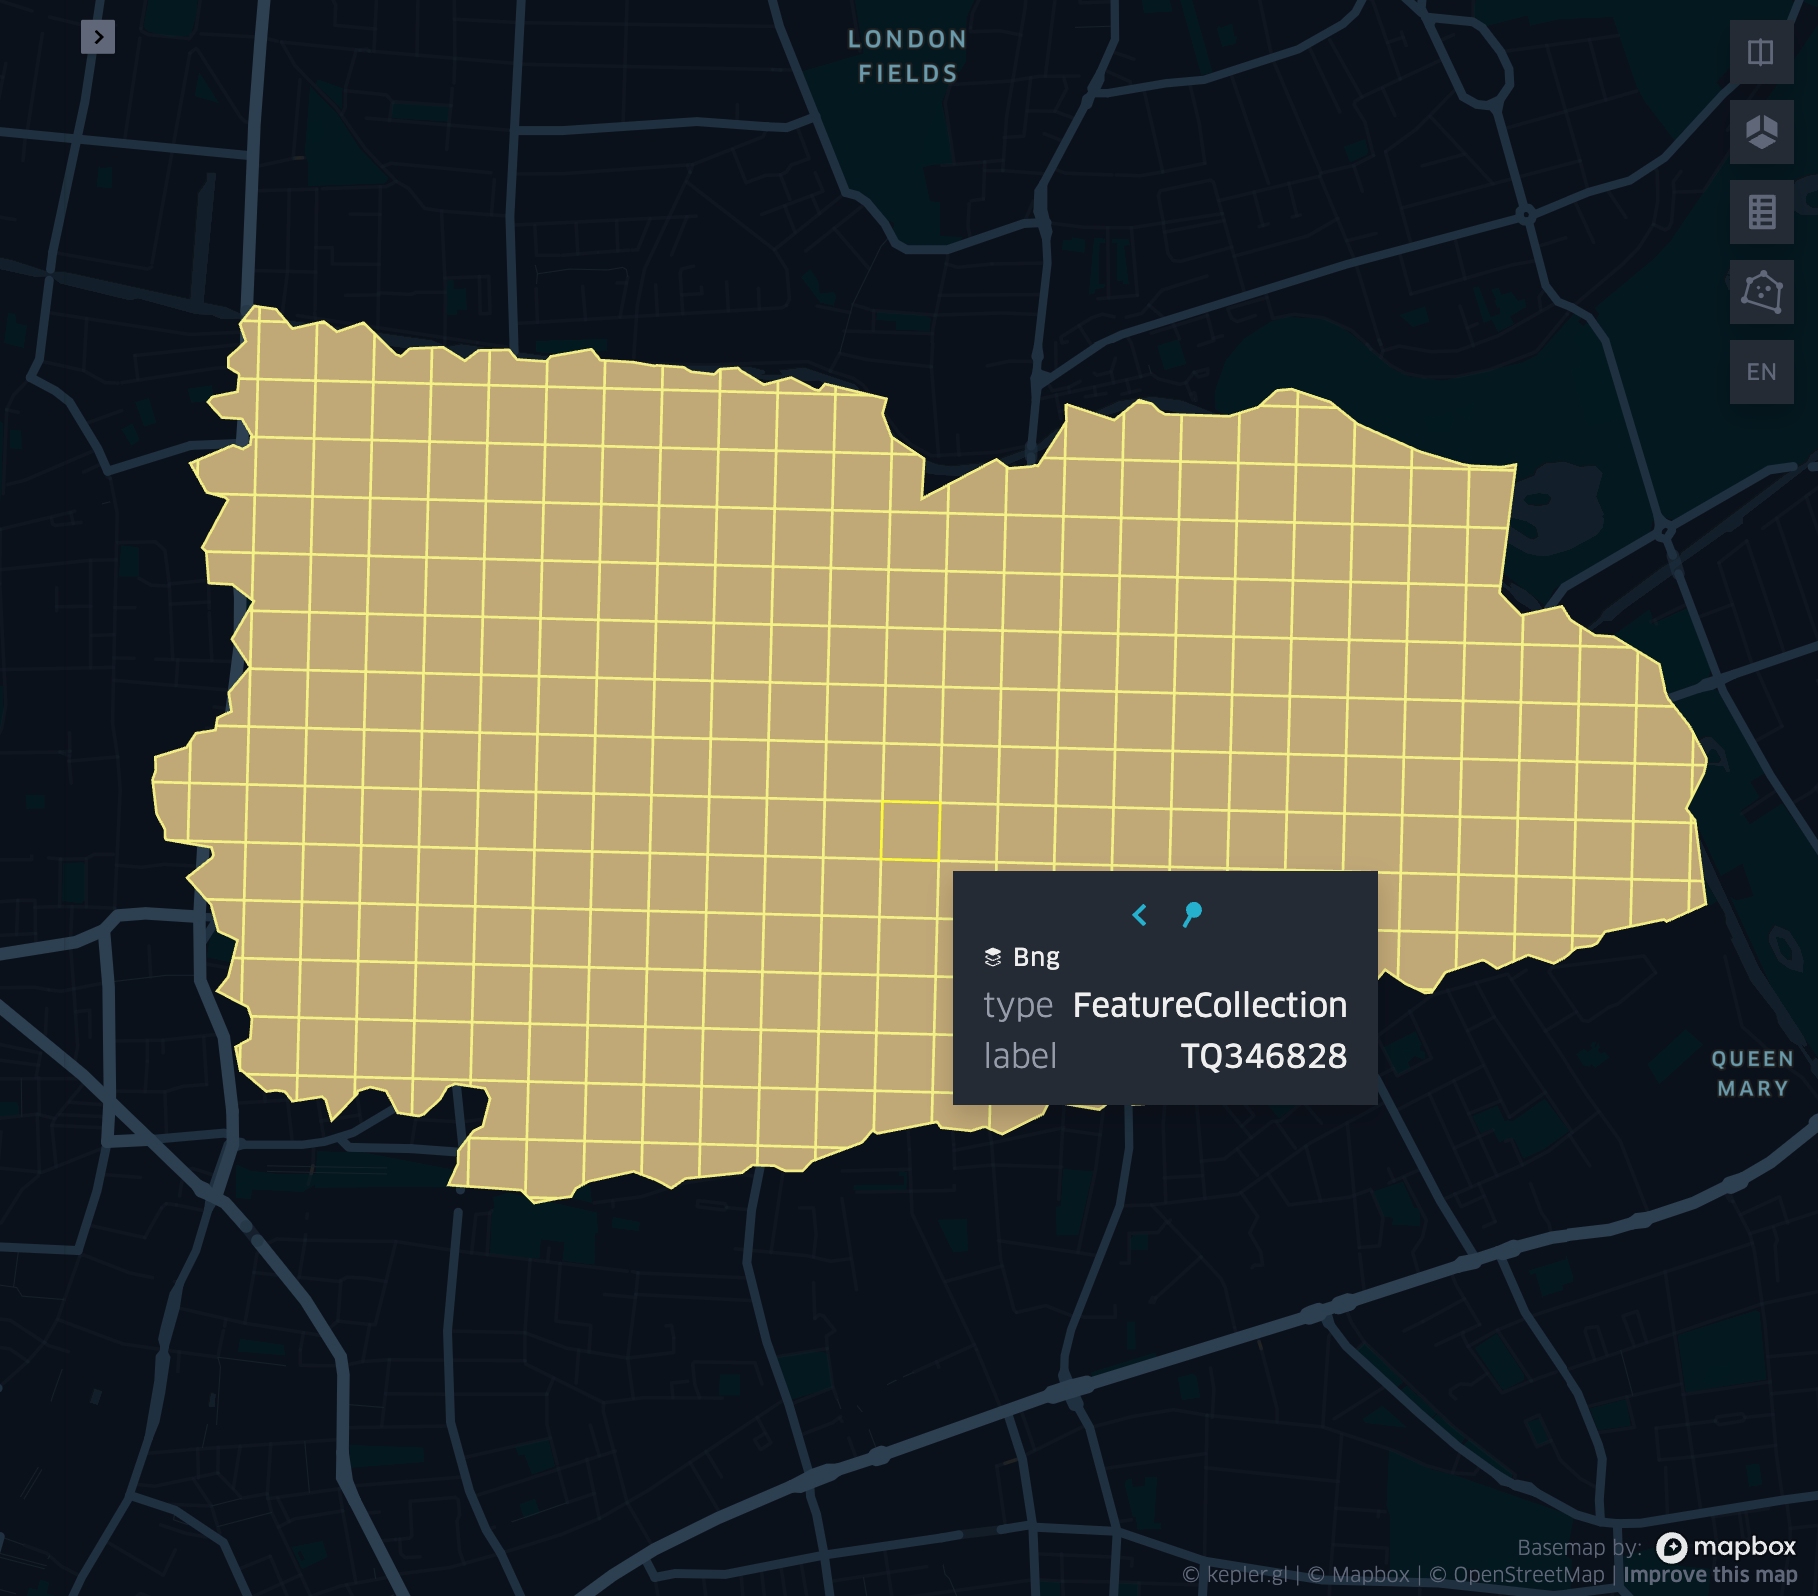 LONDON
FIELDS
EN
Bng
type FeatureCollection
label TQ346828
QUEEN
MARY
Basemap by: mapbox
© kepler.gl | © Mapbox | © OpenStreetMap | Improve this map